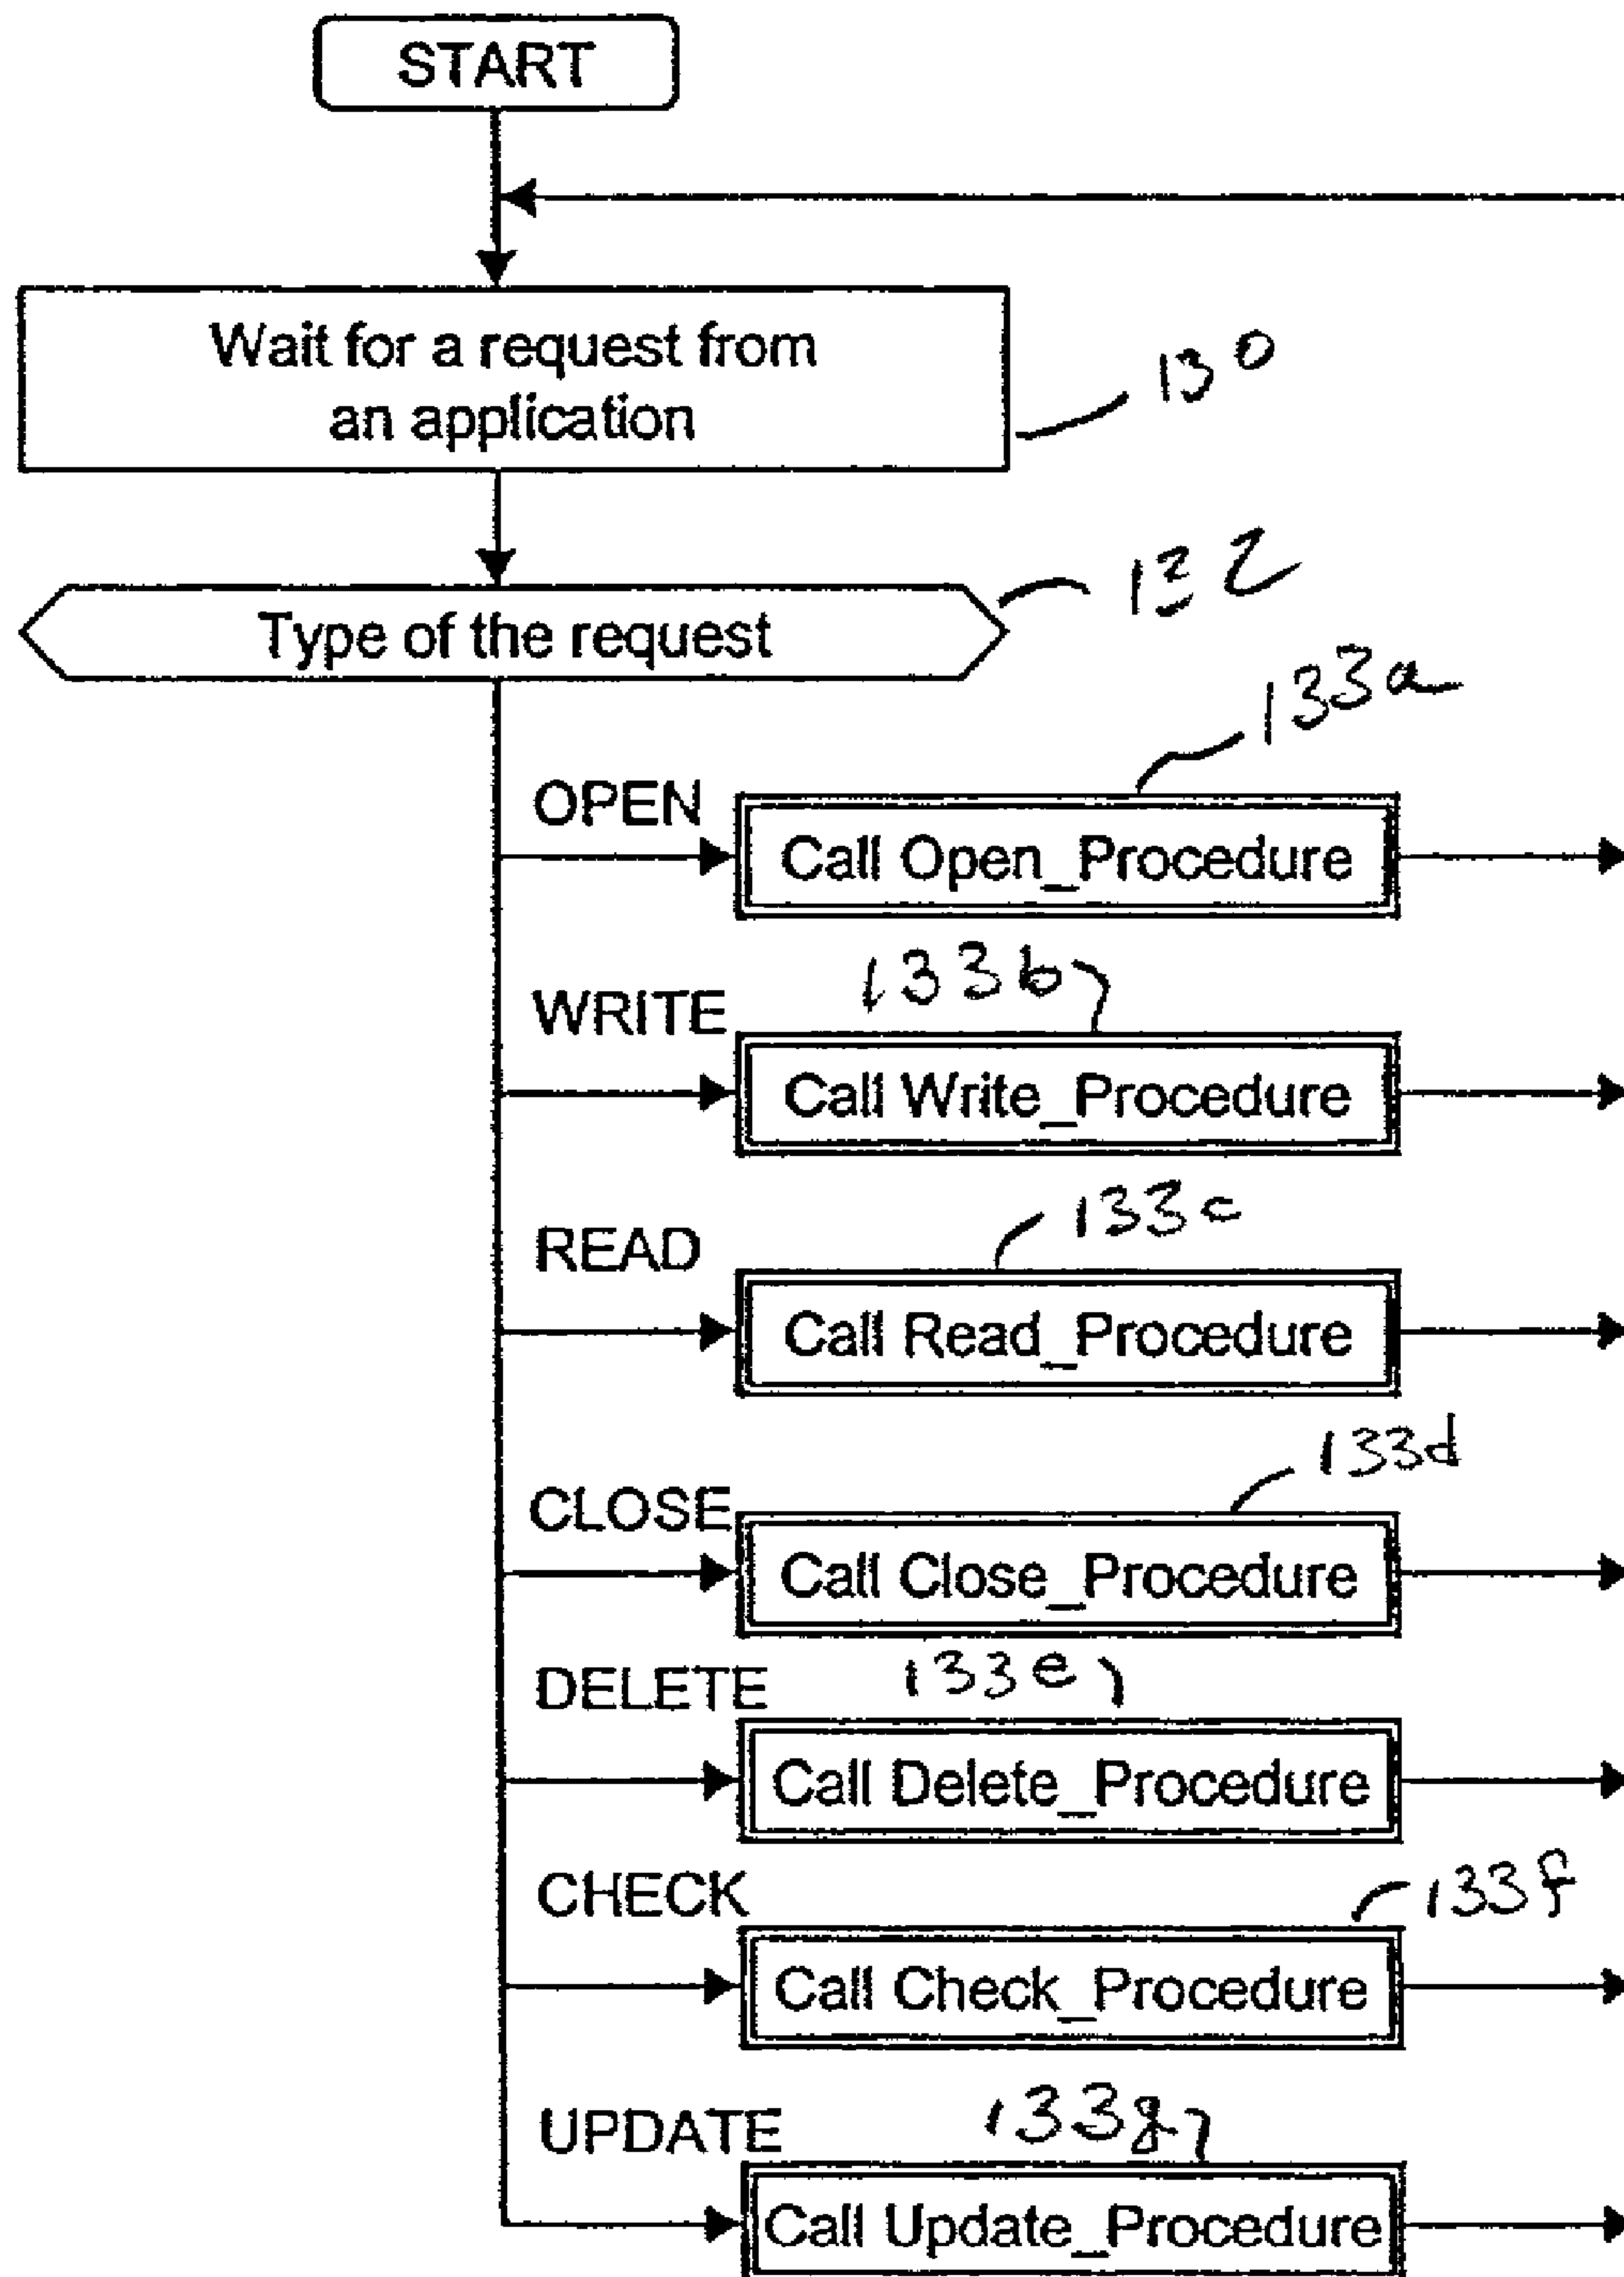 START
Wait for a request from
an application
130
Type of the request
132
133a
OPEN
Call Open_Procedure
133b
WRITE
Call Write_Procedure
133c
READ
Call Read_Procedure
133d
CLOSE
Call Close_Procedure
133e
DELETE
Call Delete_Procedure
133f
CHECK
Call Check_Procedure
133g
UPDATE
Call Update_Procedure